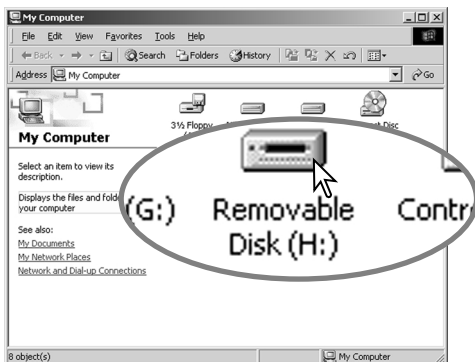 My Computer
File Edit View Favorites Tools Help
Back Search Folders History
Address My Computer Go
3½ Floppy Disc
My Computer
Select an item to view its
description.
Displays the files and
your computer
See also:
My Documents
My Network Places
Network and Dial-up Connections
(G:) Removable
Disk (H:)
8 object(s) My Computer